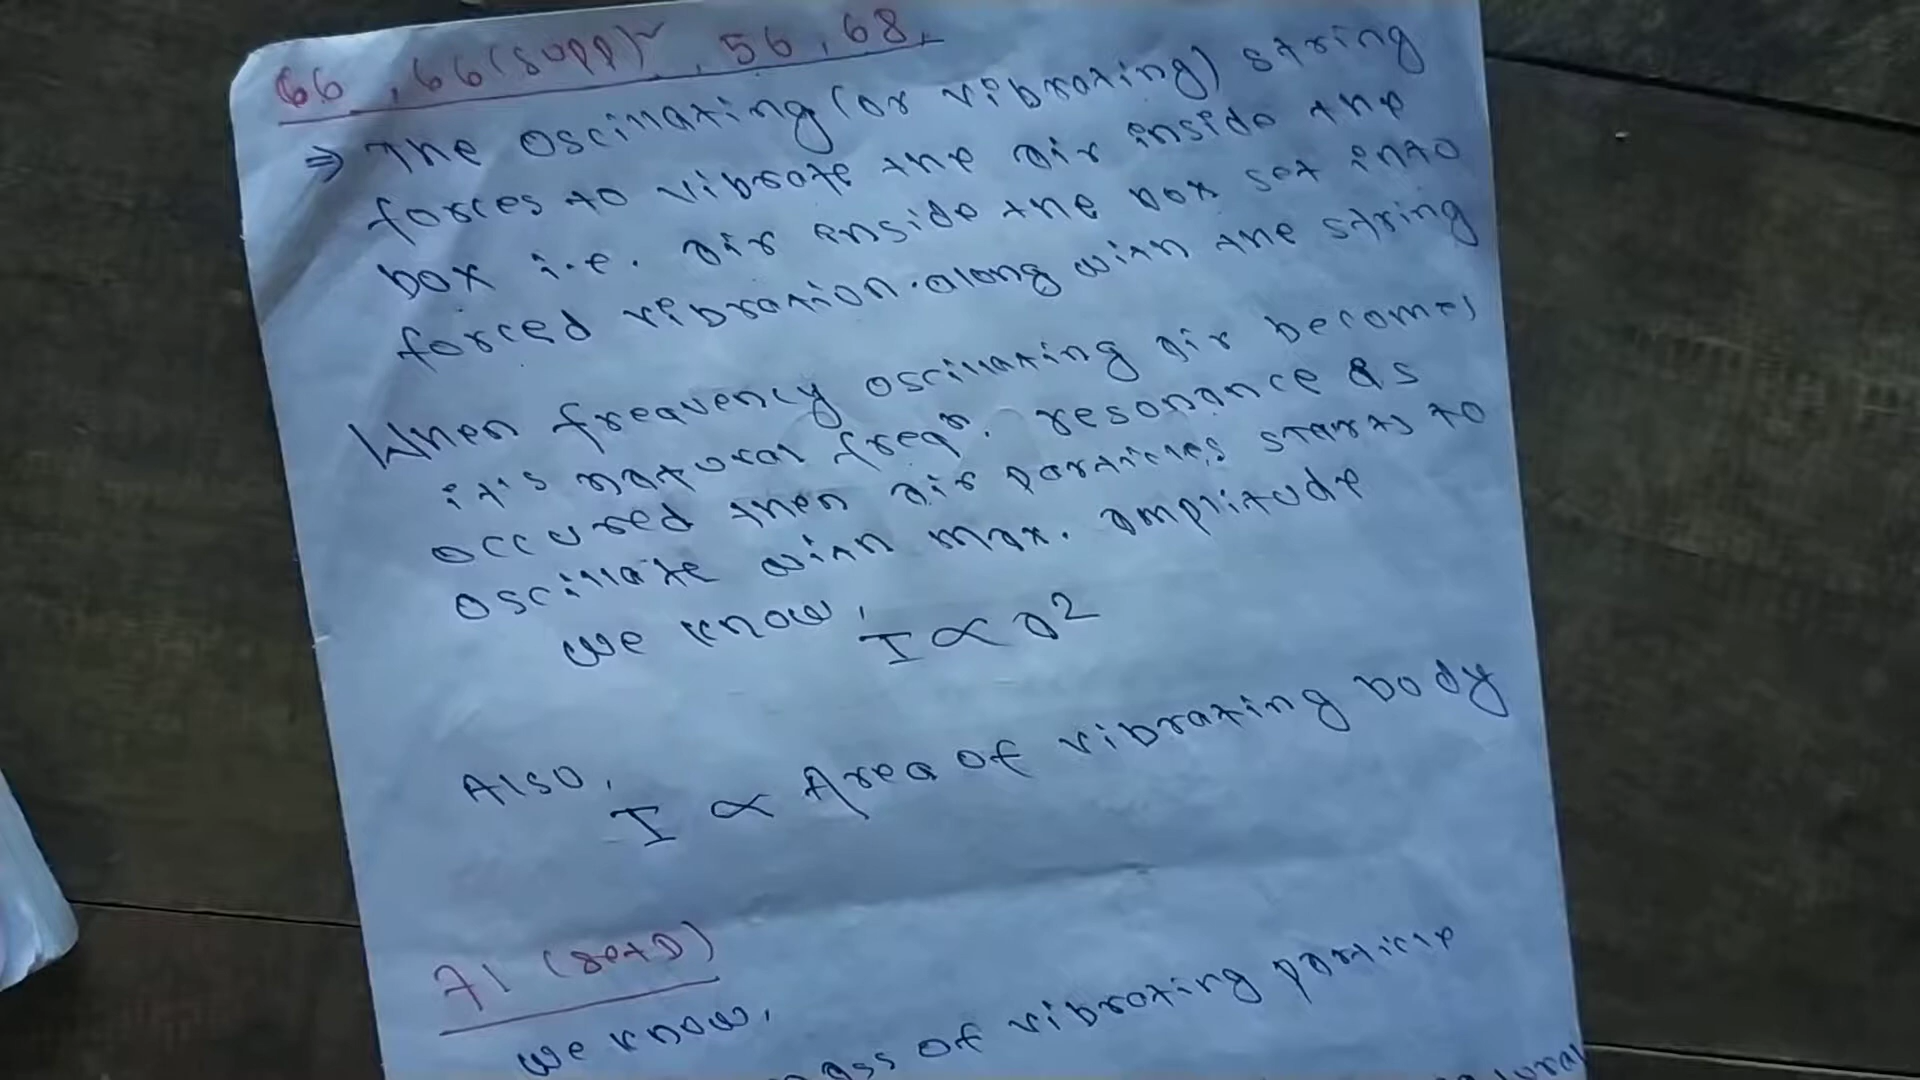 66, 66(supp), 56, 68,
⇒ The oscillating (or vibrating) string
forces to vibrate the air inside the
box i.e. air inside the box set into
forced vibration along with the string
When frequency oscillating air becomes
it's natural freqn. resonance is
occured then air particles starts to
oscillate with max. amplitude
we know,
I ∝ a²
Also,
I ∝ Area of vibrating body
71 (set D)
we know,
of vibrating particle